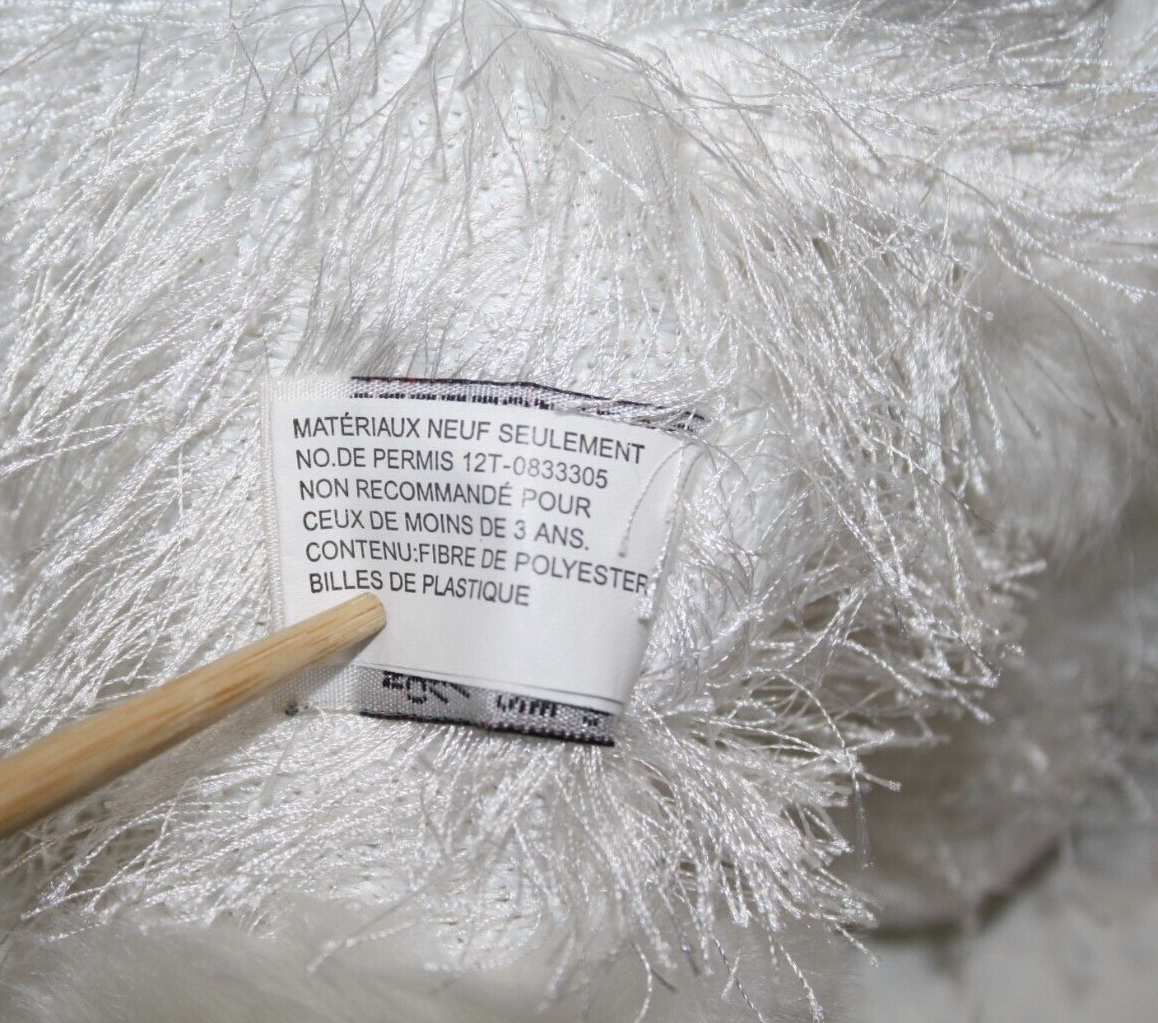 MATÉRIAUX NEUF SEULEMENT
NO.DE PERMIS 12T-0833305
NON RECOMMANDÉ POUR
CEUX DE MOINS DE 3 ANS.
CONTENU:FIBRE DE POLYESTER
BILLES DE PLASTIQUE